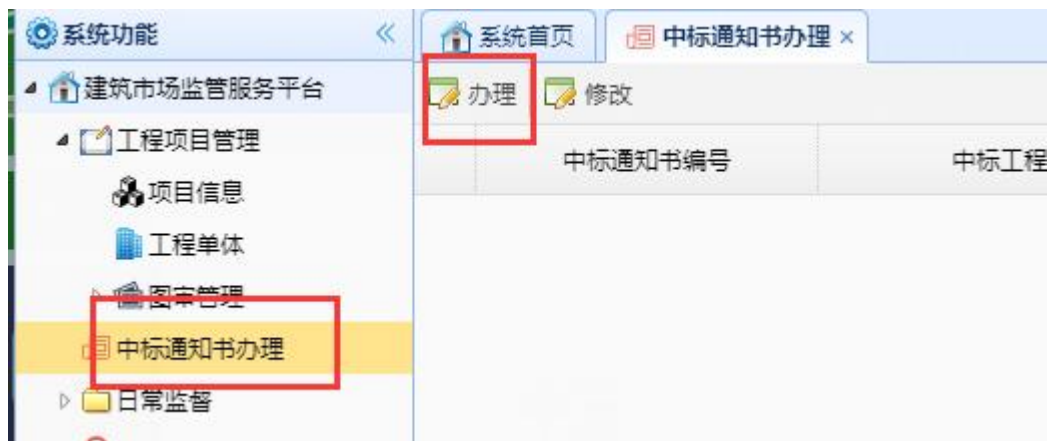 系统功能
系统首页
中标通知书办理
建筑市场监管服务平台
办理
修改
工程项目管理
中标通知书编号
中标工程
项目信息
工程单体
图审管理
中标通知书办理
日常监督